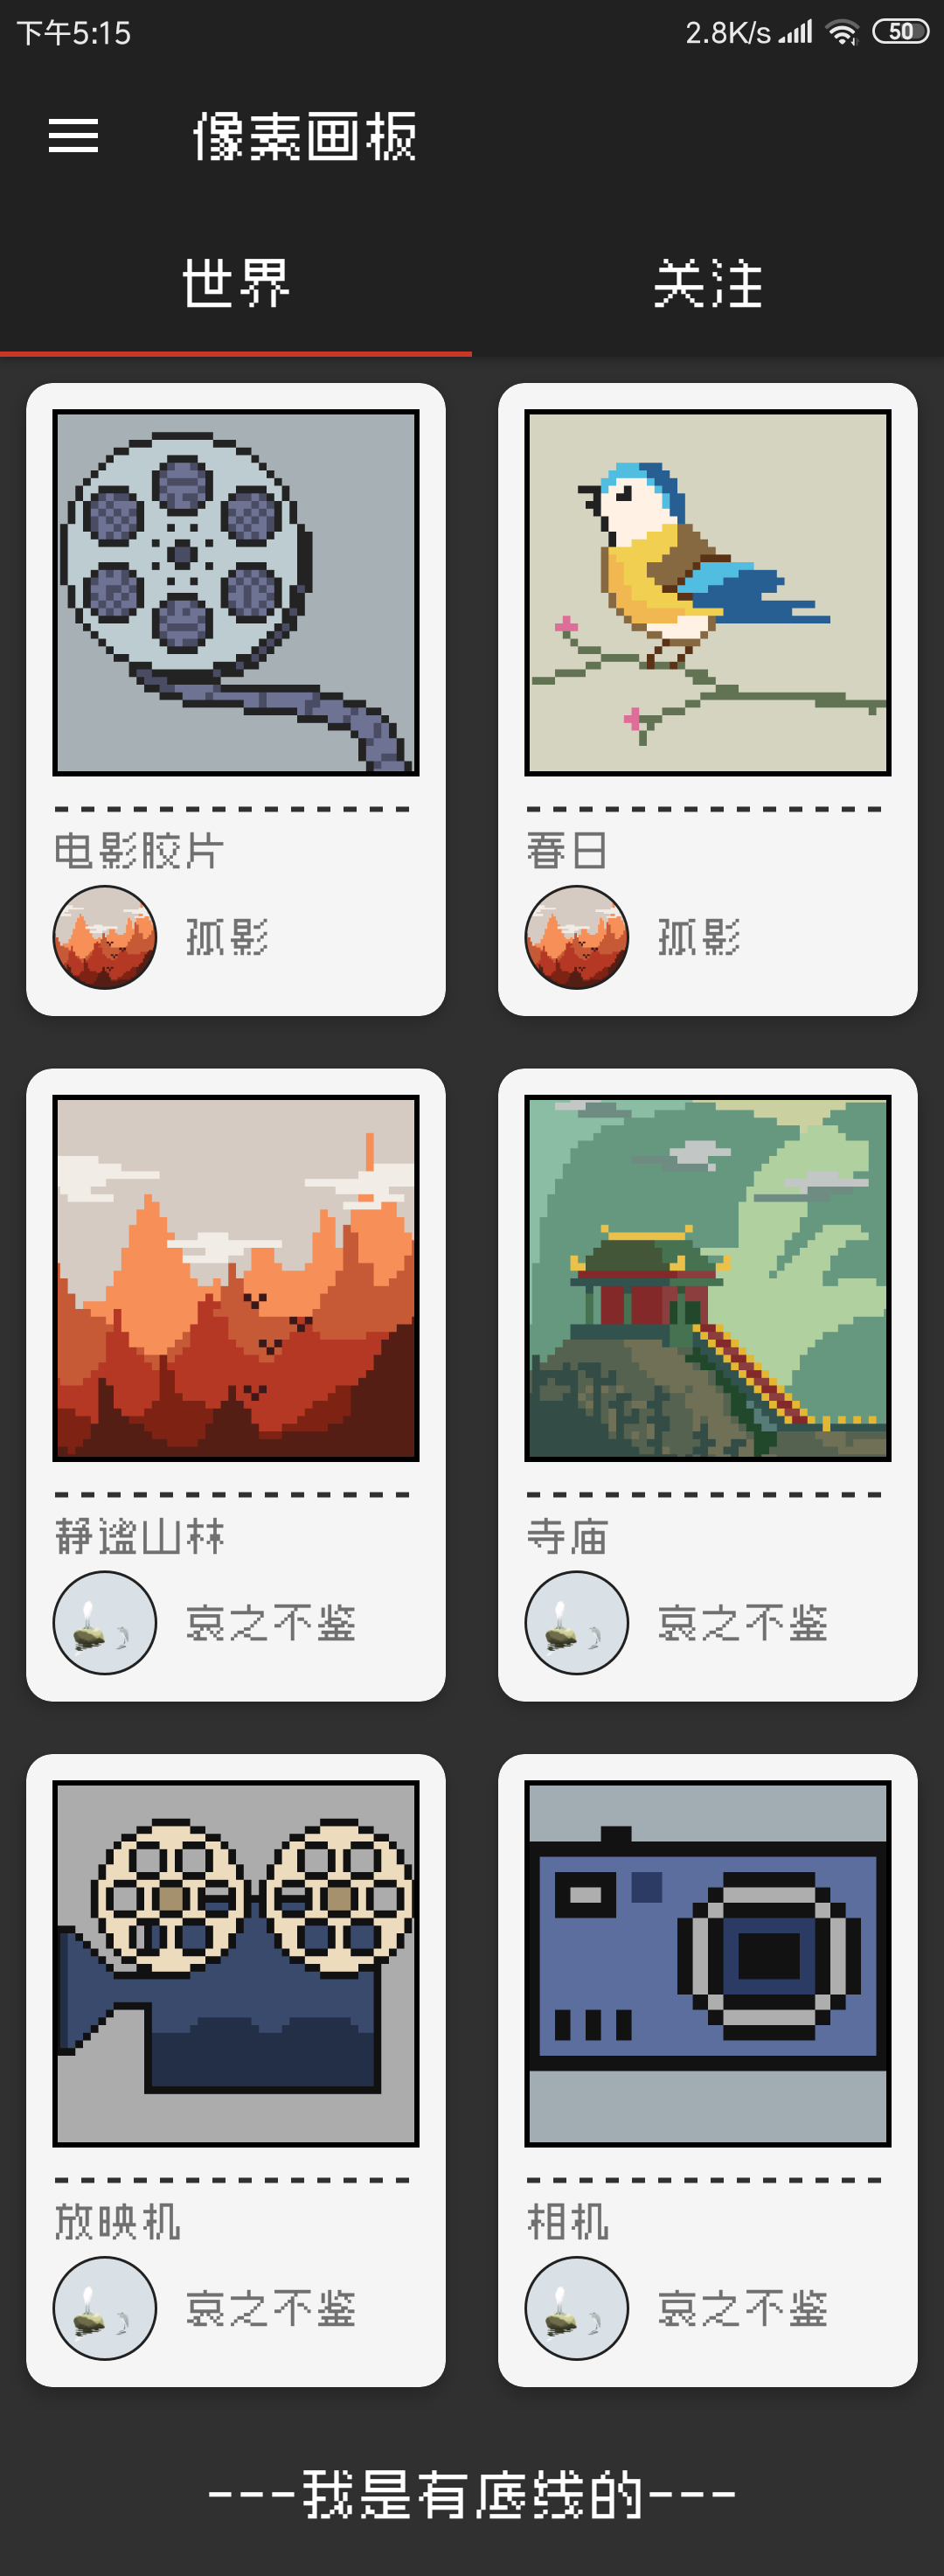 下午5:15 2.8K/s 50
像素画板
世界 关注
电影胶片
孤影
春日
孤影
静谧山林
哀之不鉴
寺庙
哀之不鉴
放映机
哀之不鉴
相机
哀之不鉴
---我是有底线的---